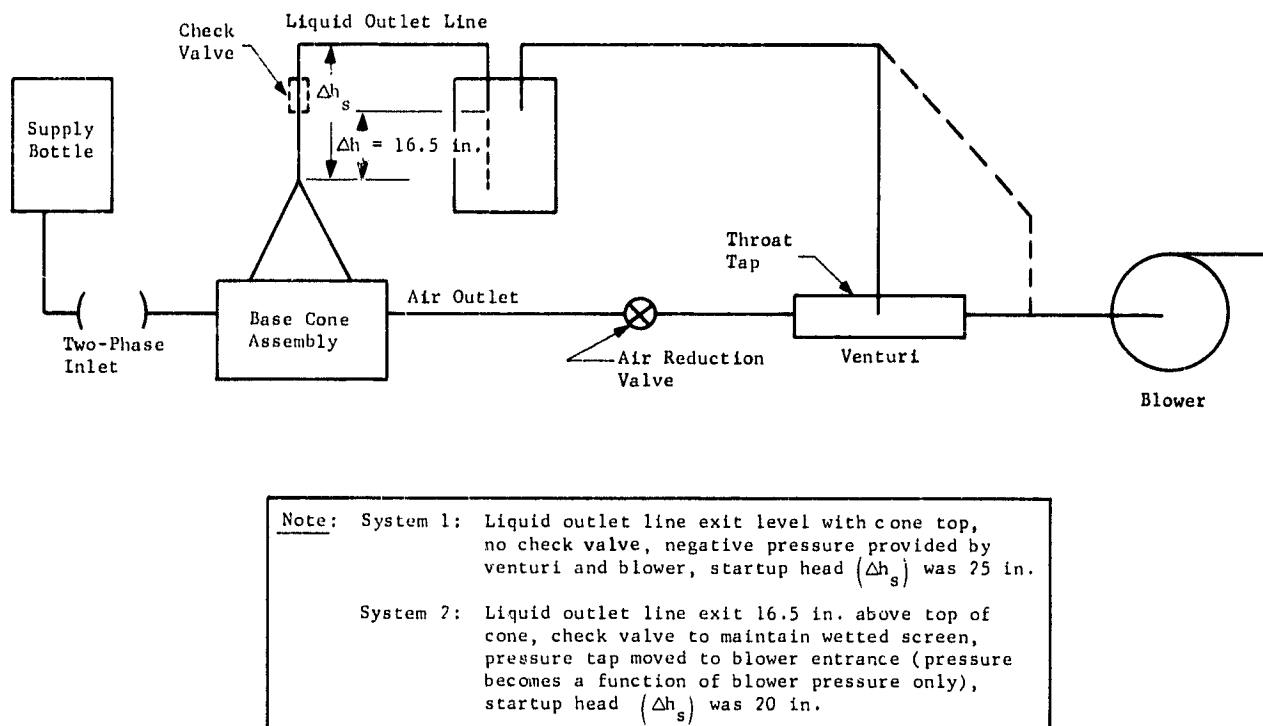 Liquid Outlet Line
Check
Valve
Δh
s
Δh = 16.5 in.
Supply
Bottle
Throat
Tap
Air Outlet
Two-Phase
Inlet
Base Cone
Assembly
Air Reduction
Valve
Venturi
Blower
Note: System 1: Liquid outlet line exit level with cone top,
no check valve, negative pressure provided by
venturi and blower, startup head (Δh_s) was 25 in.
System 2: Liquid outlet line exit 16.5 in. above top of
cone, check valve to maintain wetted screen,
pressure tap moved to blower entrance (pressure
becomes a function of blower pressure only),
startup head (Δh_s) was 20 in.